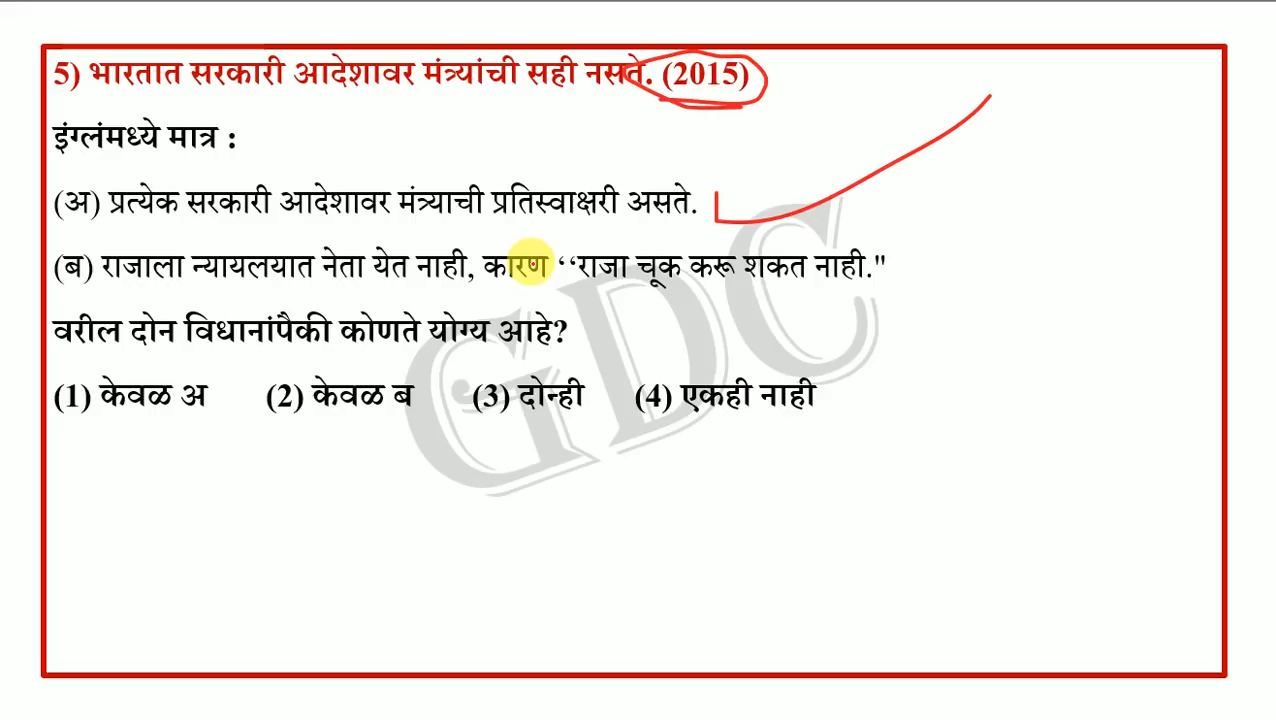 5) भारतात सरकारी आदेशावर मंत्र्यांची सही नसते. (2015)
इंग्लंमध्ये मात्र :
(अ) प्रत्येक सरकारी आदेशावर मंत्र्याची प्रतिस्वाक्षरी असते.
(ब) राजाला न्यायलयात नेता येत नाही, कारण ‘‘राजा चूक करू शकत नाही."
वरील दोन विधानांपैकी कोणते योग्य आहे?
(1) केवळ अ (2) केवळ ब (3) दोन्ही (4) एकही नाही
GDC